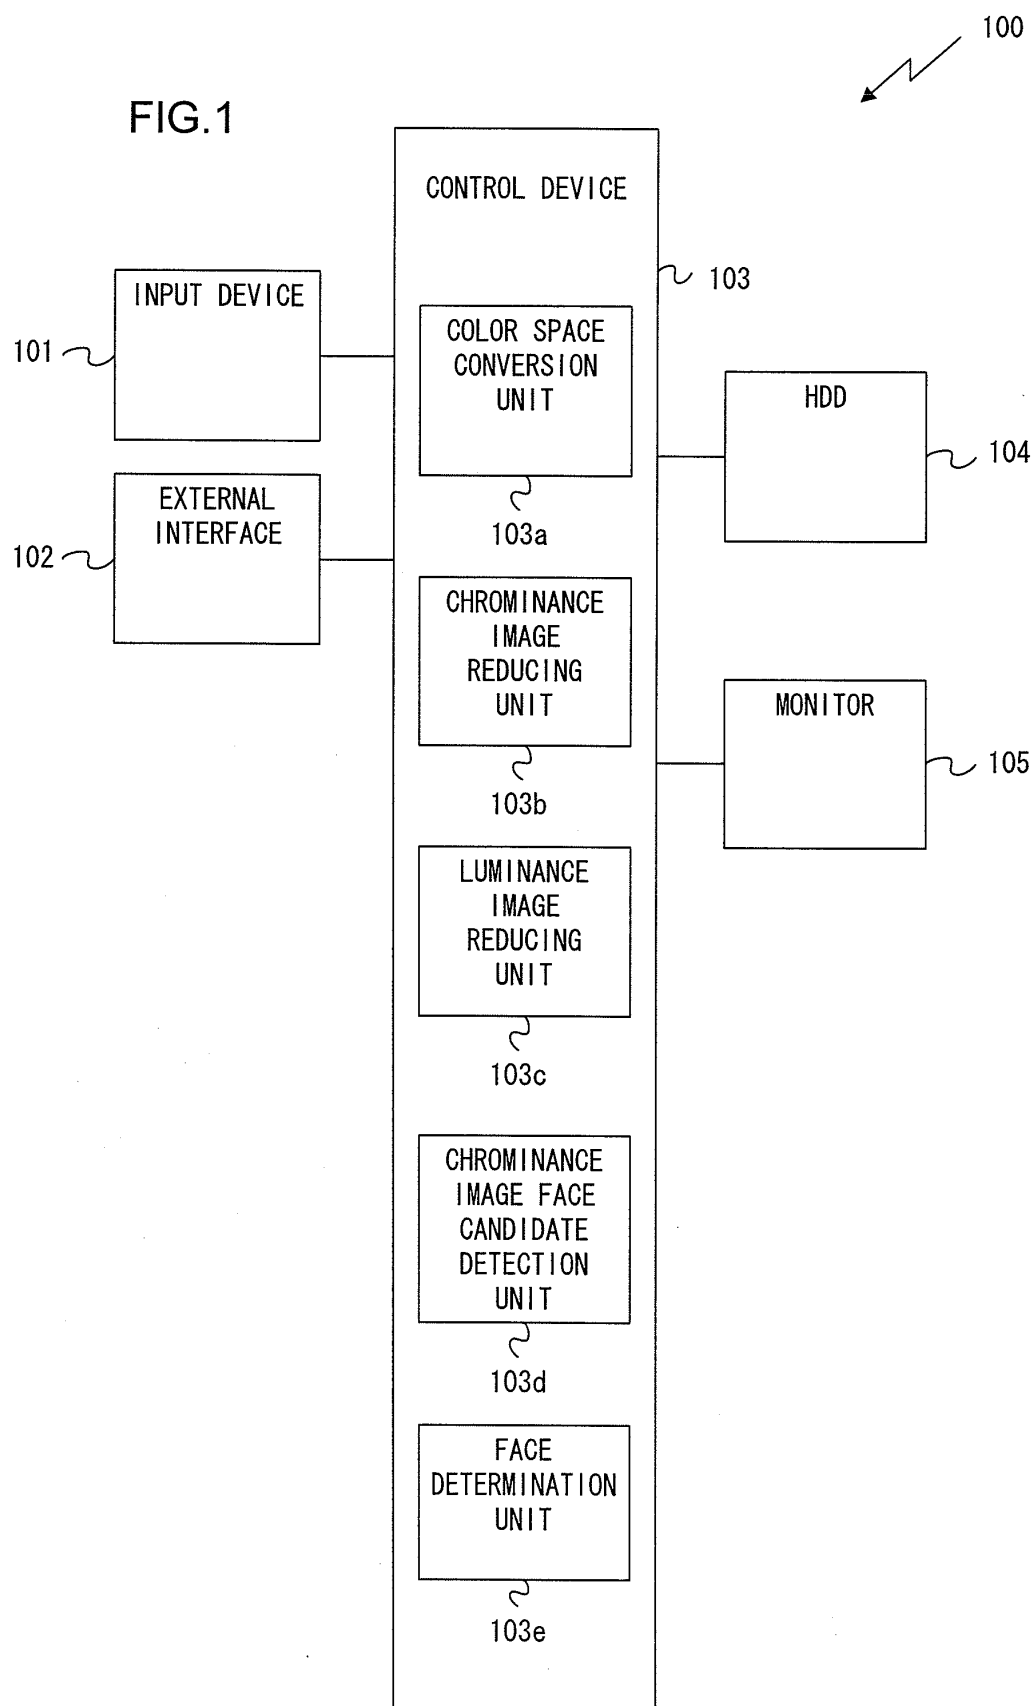 100
FIG.1
CONTROL DEVICE
103
INPUT DEVICE
101
EXTERNAL
INTERFACE
102
COLOR SPACE
CONVERSION
UNIT
103a
CHROMINANCE
IMAGE
REDUCING
UNIT
103b
LUMINANCE
IMAGE
REDUCING
UNIT
103c
CHROMINANCE
IMAGE FACE
CANDIDATE
DETECTION
UNIT
103d
FACE
DETERMINATION
UNIT
103e
HDD
104
MONITOR
105